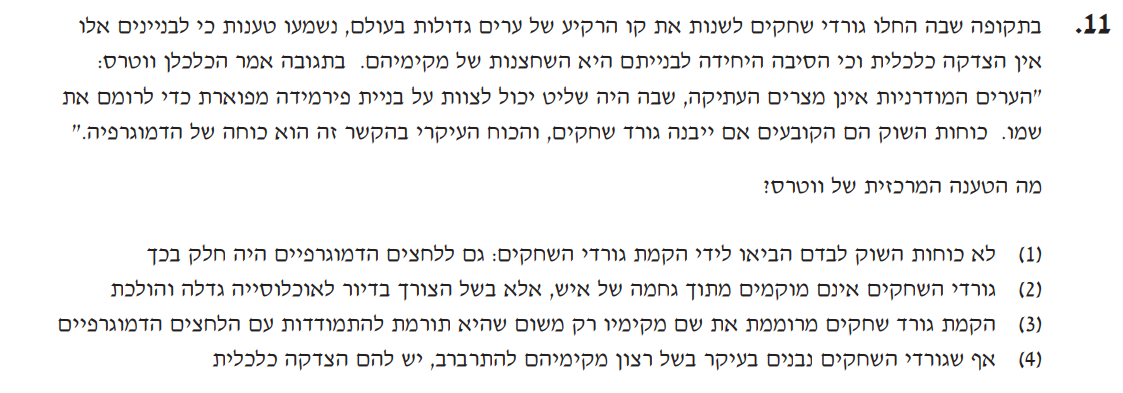 11. בתקופה שבה החלו גורדי שחקים לשנות את קו הרקיע של ערים גדולות בעולם, נשמעו טענות כי לבניינים אלו
אין הצדקה כלכלית וכי הסיבה היחידה לבנייתם היא השחצנות של מקימיהם. בתגובה אמר הכלכלן ווטרס:
"הערים המודרניות אינן מצרים העתיקה, שבה היה שליט יכול לצוות על בניית פירמידה מפוארת כדי לרומם את
שמו. כוחות השוק הם הקובעים אם ייבנה גורד שחקים, והכוח העיקרי בהקשר זה הוא כוחה של הדמוגרפיה."
מה הטענה המרכזית של ווטרס?
(1) לא כוחות השוק לבדם הביאו לידי הקמת גורדי השחקים: גם ללחצים הדמוגרפיים היה חלק בכך
(2) גורדי השחקים אינם מוקמים מתוך גחמה של איש, אלא בשל הצורך בדיור לאוכלוסייה גדלה והולכת
(3) הקמת גורד שחקים מרוממת את שם מקימיו רק משום שהיא תורמת להתמודדות עם הלחצים הדמוגרפיים
(4) אף שגורדי השחקים נבנים בעיקר בשל רצון מקימיהם להתרברב, יש להם הצדקה כלכלית